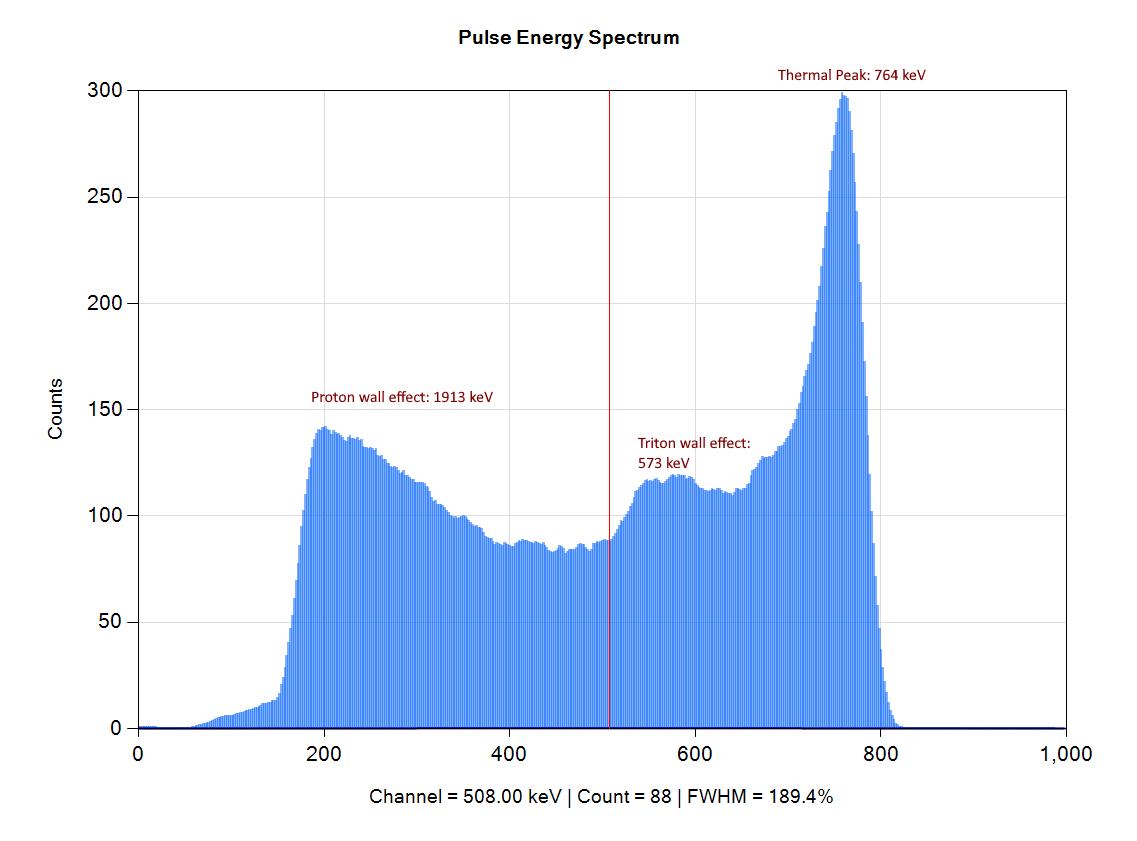 Pulse Energy Spectrum
Thermal Peak: 764 keV
300
250
200
150
100
50
0
Counts
Proton wall effect: 1913 keV
Triton wall effect:
573 keV
0
200
400
600
800
1,000
Channel = 508.00 keV | Count = 88 | FWHM = 189.4%